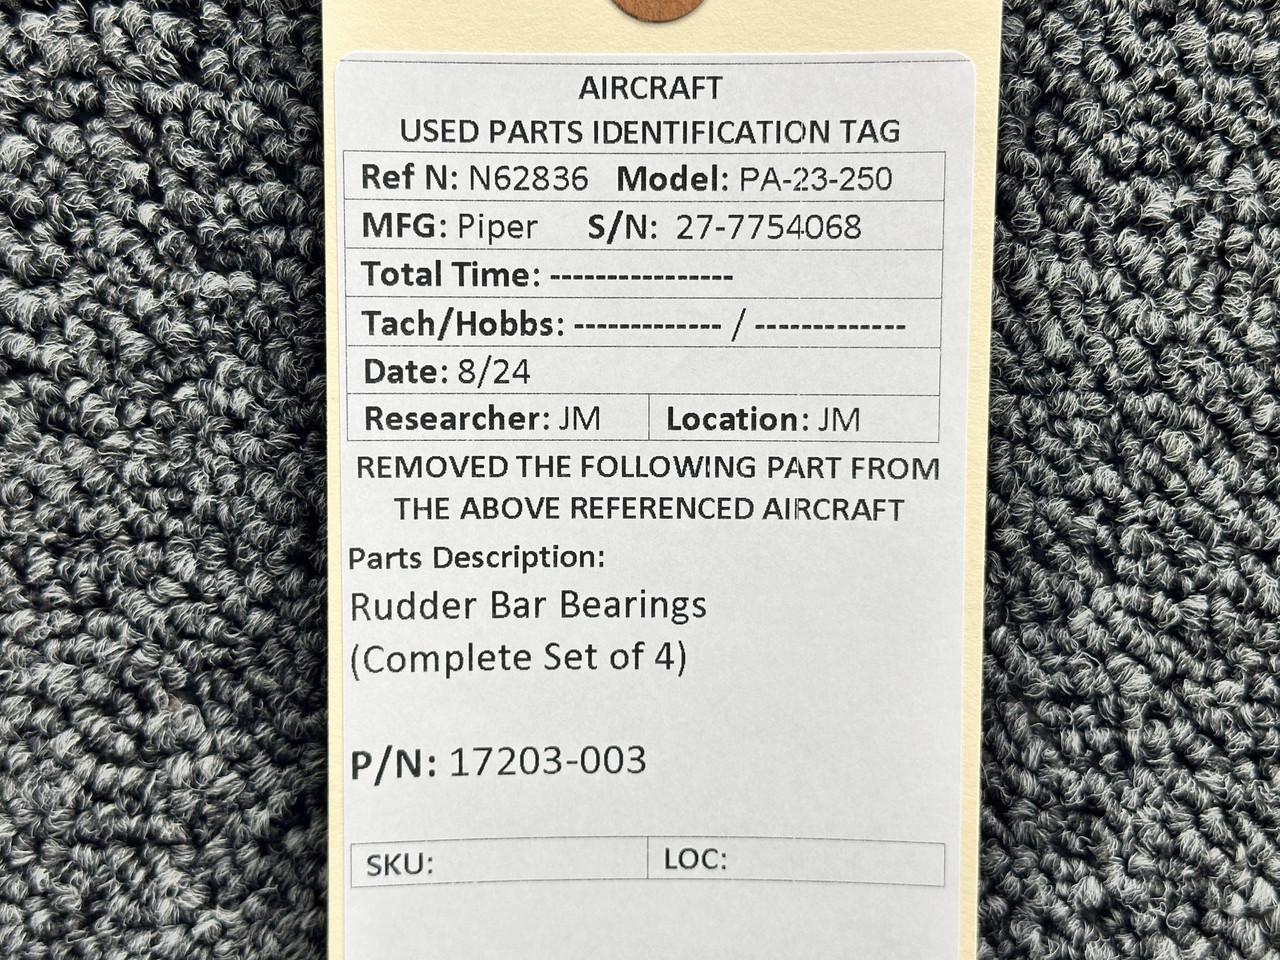 AIRCRAFT
USED PARTS IDENTIFICATION TAG
Ref N: N62836 Model: PA-23-250
MFG: Piper S/N: 27-7754068
Total Time: ----------------
Tach/Hobbs: ------------- / -------------
Date: 8/24
Researcher: JM Location: JM
REMOVED THE FOLLOWING PART FROM
THE ABOVE REFERENCED AIRCRAFT
Parts Description:
Rudder Bar Bearings
(Complete Set of 4)
P/N: 17203-003
SKU: LOC: